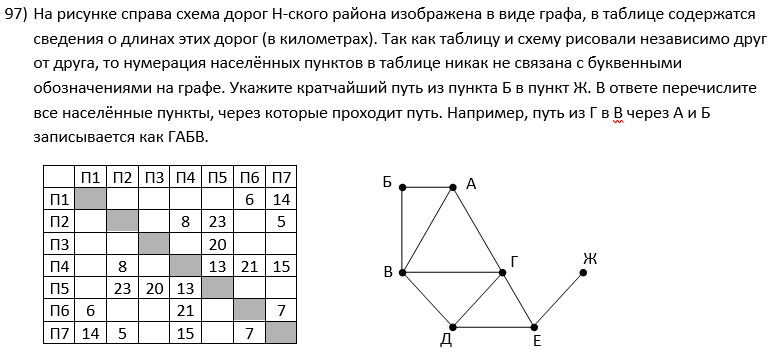 97) На рисунке справа схема дорог Н-ского района изображена в виде графа, в таблице содержатся
сведения о длинах этих дорог (в километрах). Так как таблицу и схему рисовали независимо друг
от друга, то нумерация населённых пунктов в таблице никак не связана с буквенными
обозначениями на графе. Укажите кратчайший путь из пункта Б в пункт Ж. В ответе перечислите
все населённые пункты, через которые проходит путь. Например, путь из Г в В через А и Б
записывается как ГАБВ.
П1 П2 П3 П4 П5 П6 П7
П1 6 14
П2 8 23 5
П3 20
П4 8 13 21 15
П5 23 20 13
П6 6 21 7
П7 14 5 15 7
Б А
Г Ж
В
Д Е